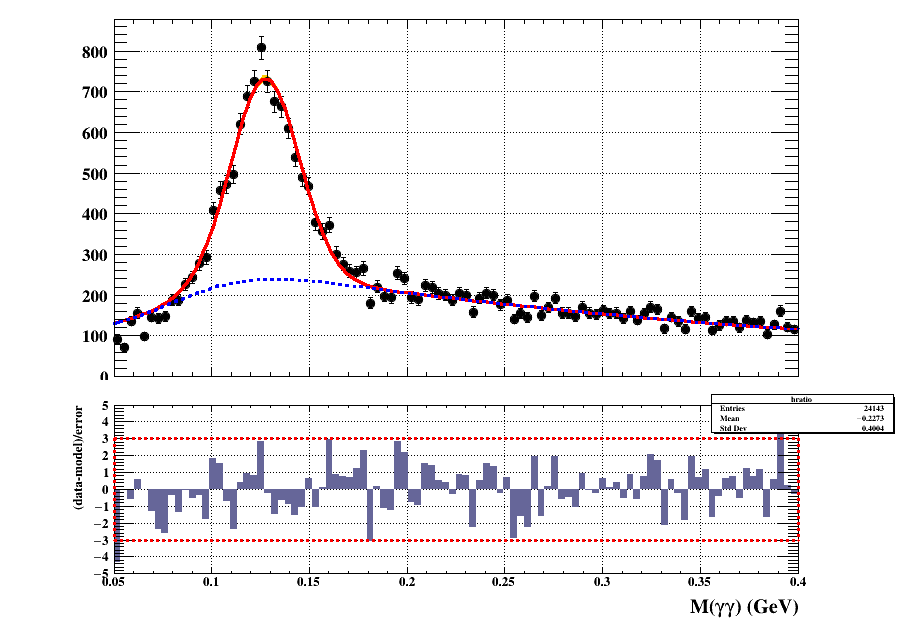 800
700
600
500
400
300
200
100
0
(data-model)/error
5
4
3
2
1
0
−1
−2
−3
−4
−5
hratio
Entries 24143
Mean −0.2273
Std Dev 0.4004
0.05 0.1 0.15 0.2 0.25 0.3 0.35 0.4
M(γγ) (GeV)